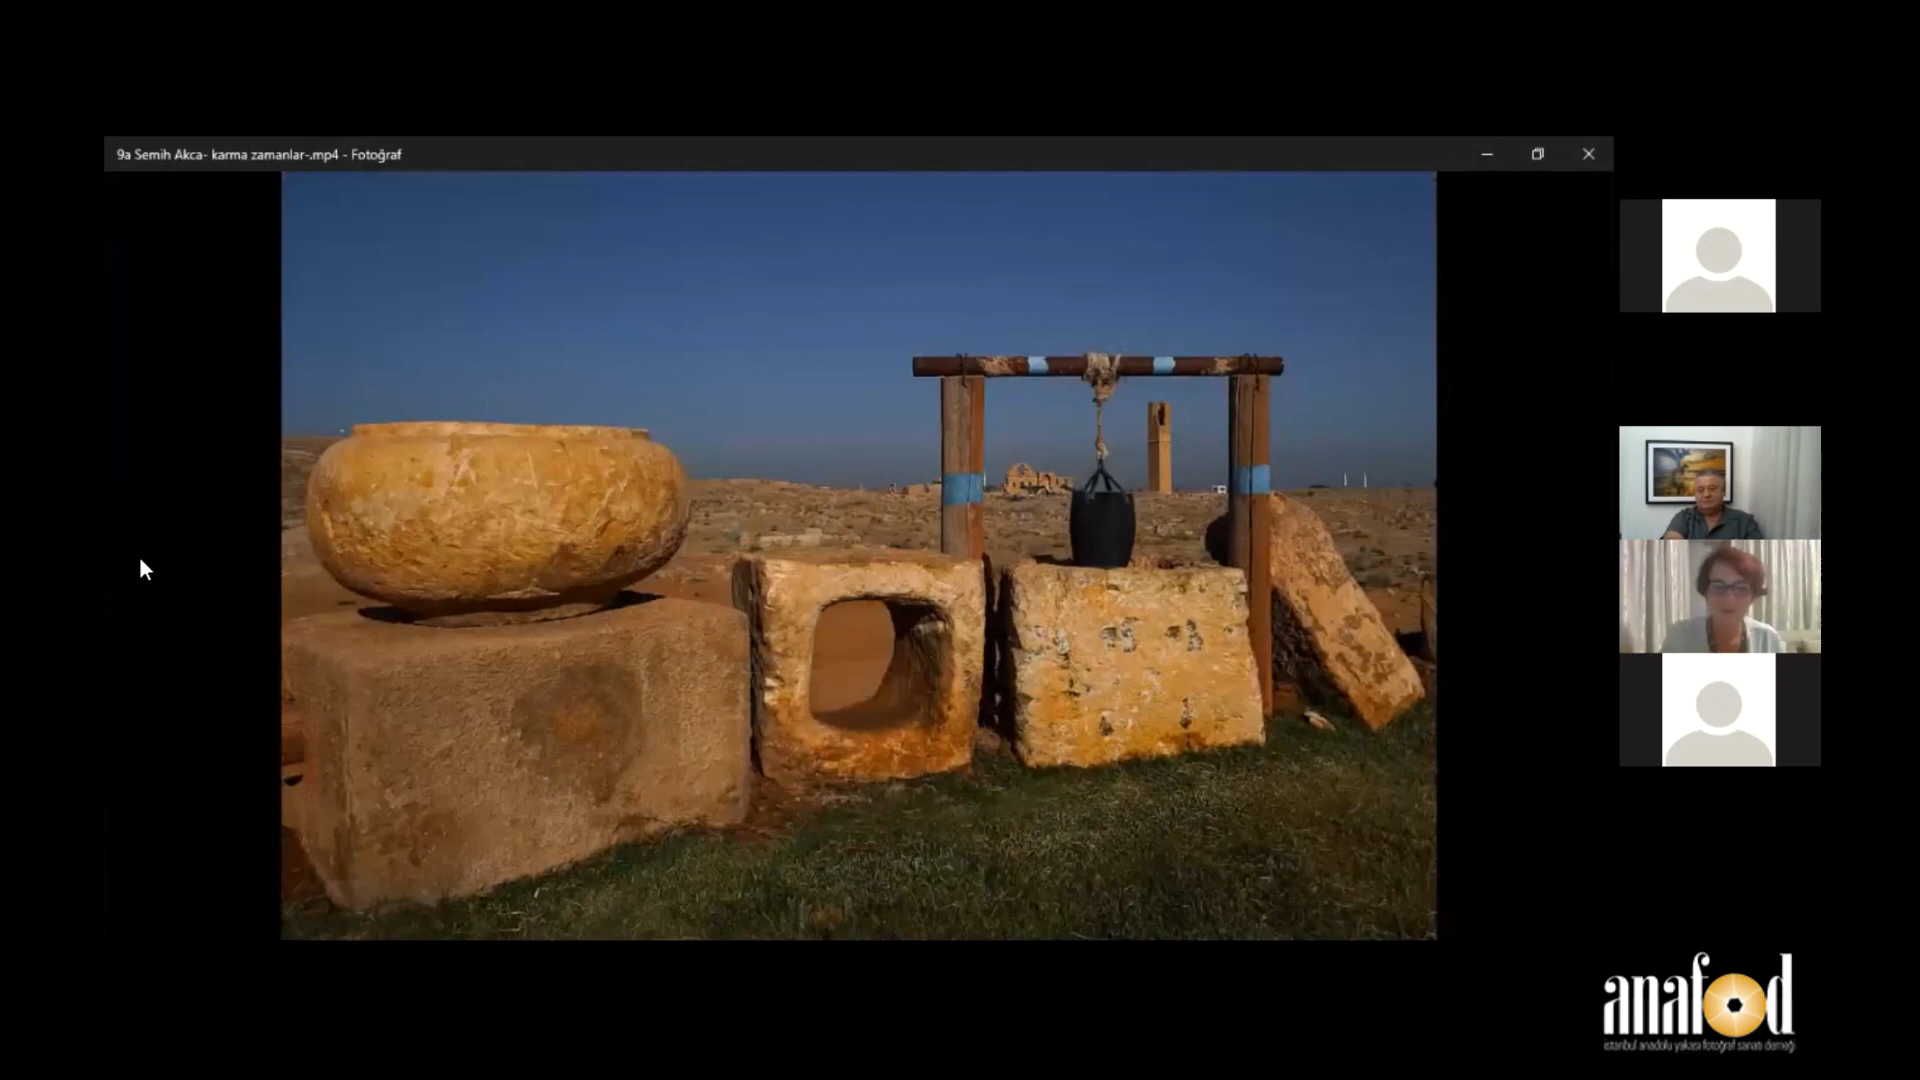 9a Semih Akca- karma zamanlar-.mp4 - Fotoğraf
anafod
istanbul anadolu yakası fotoğraf sanatı derneği